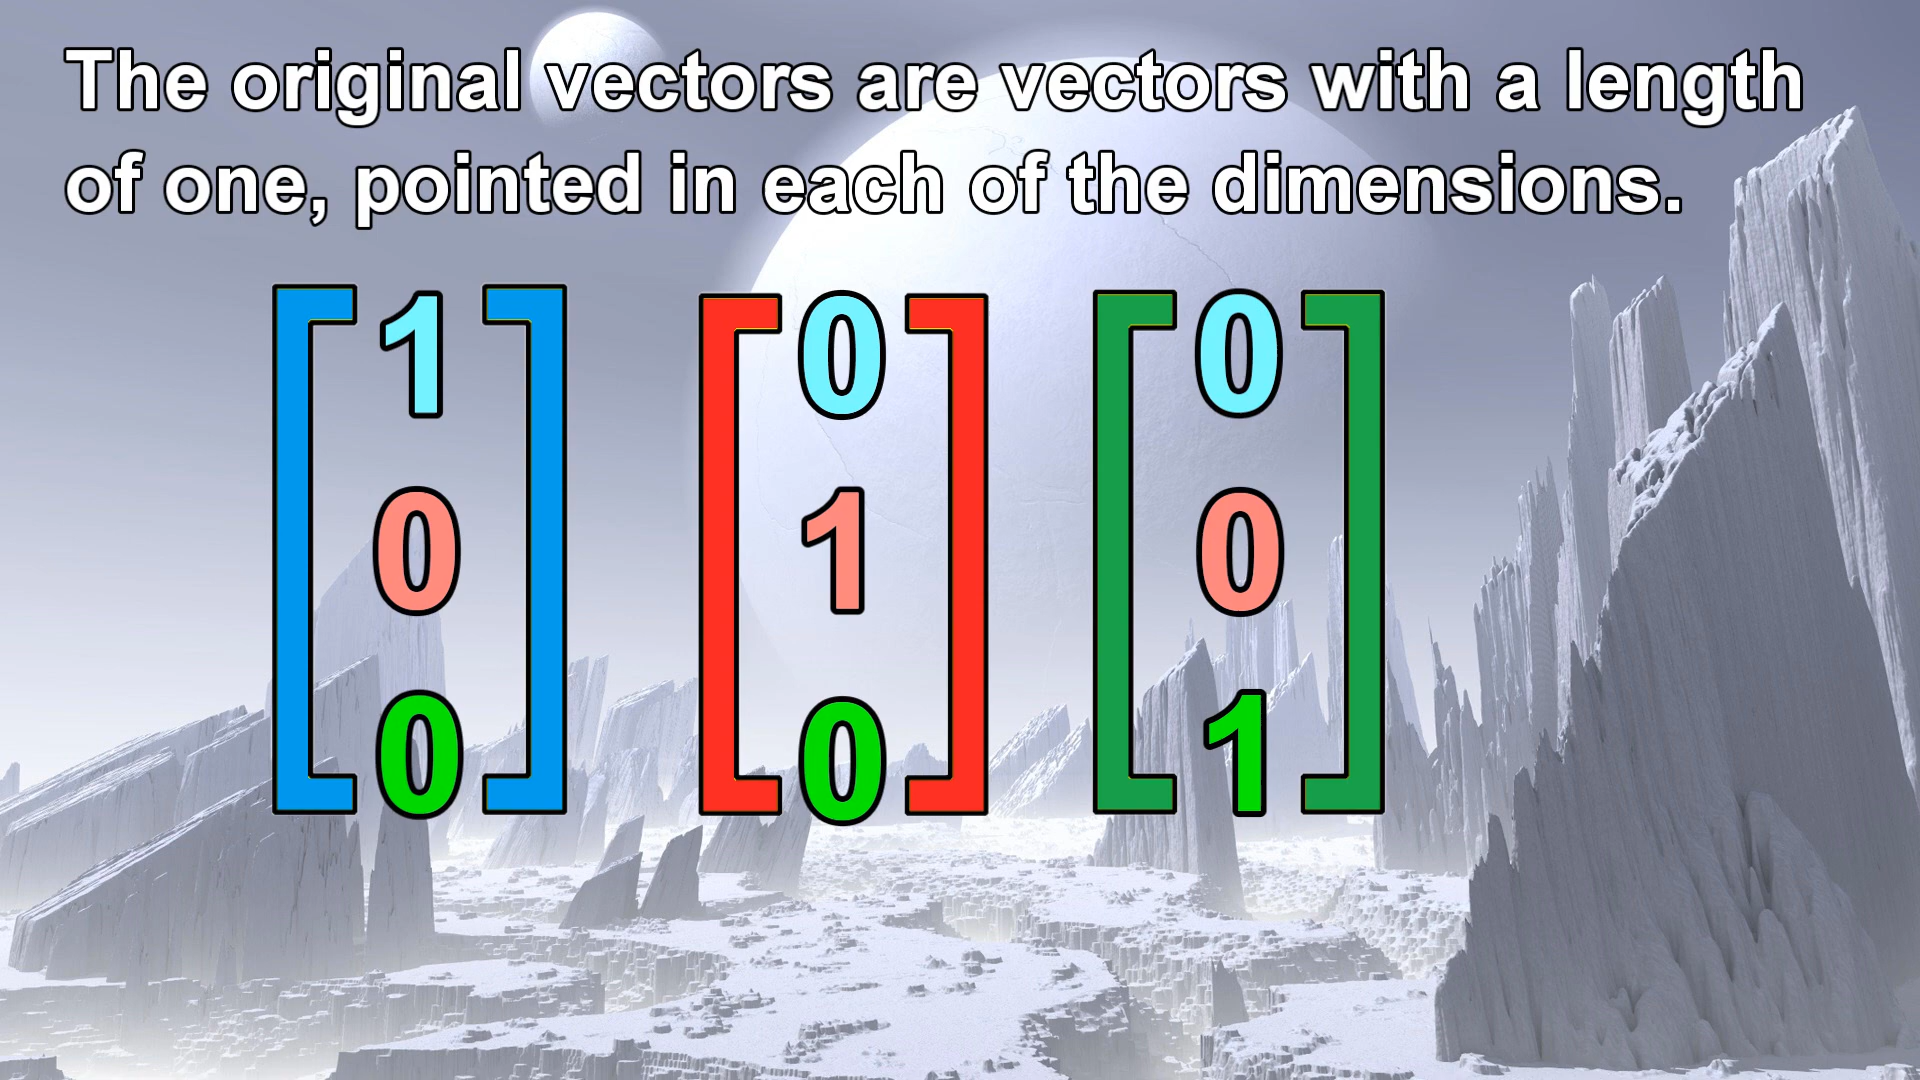 The original vectors are vectors with a length
of one, pointed in each of the dimensions.
[1 [0 [0
0 1 0
0] 0] 1]